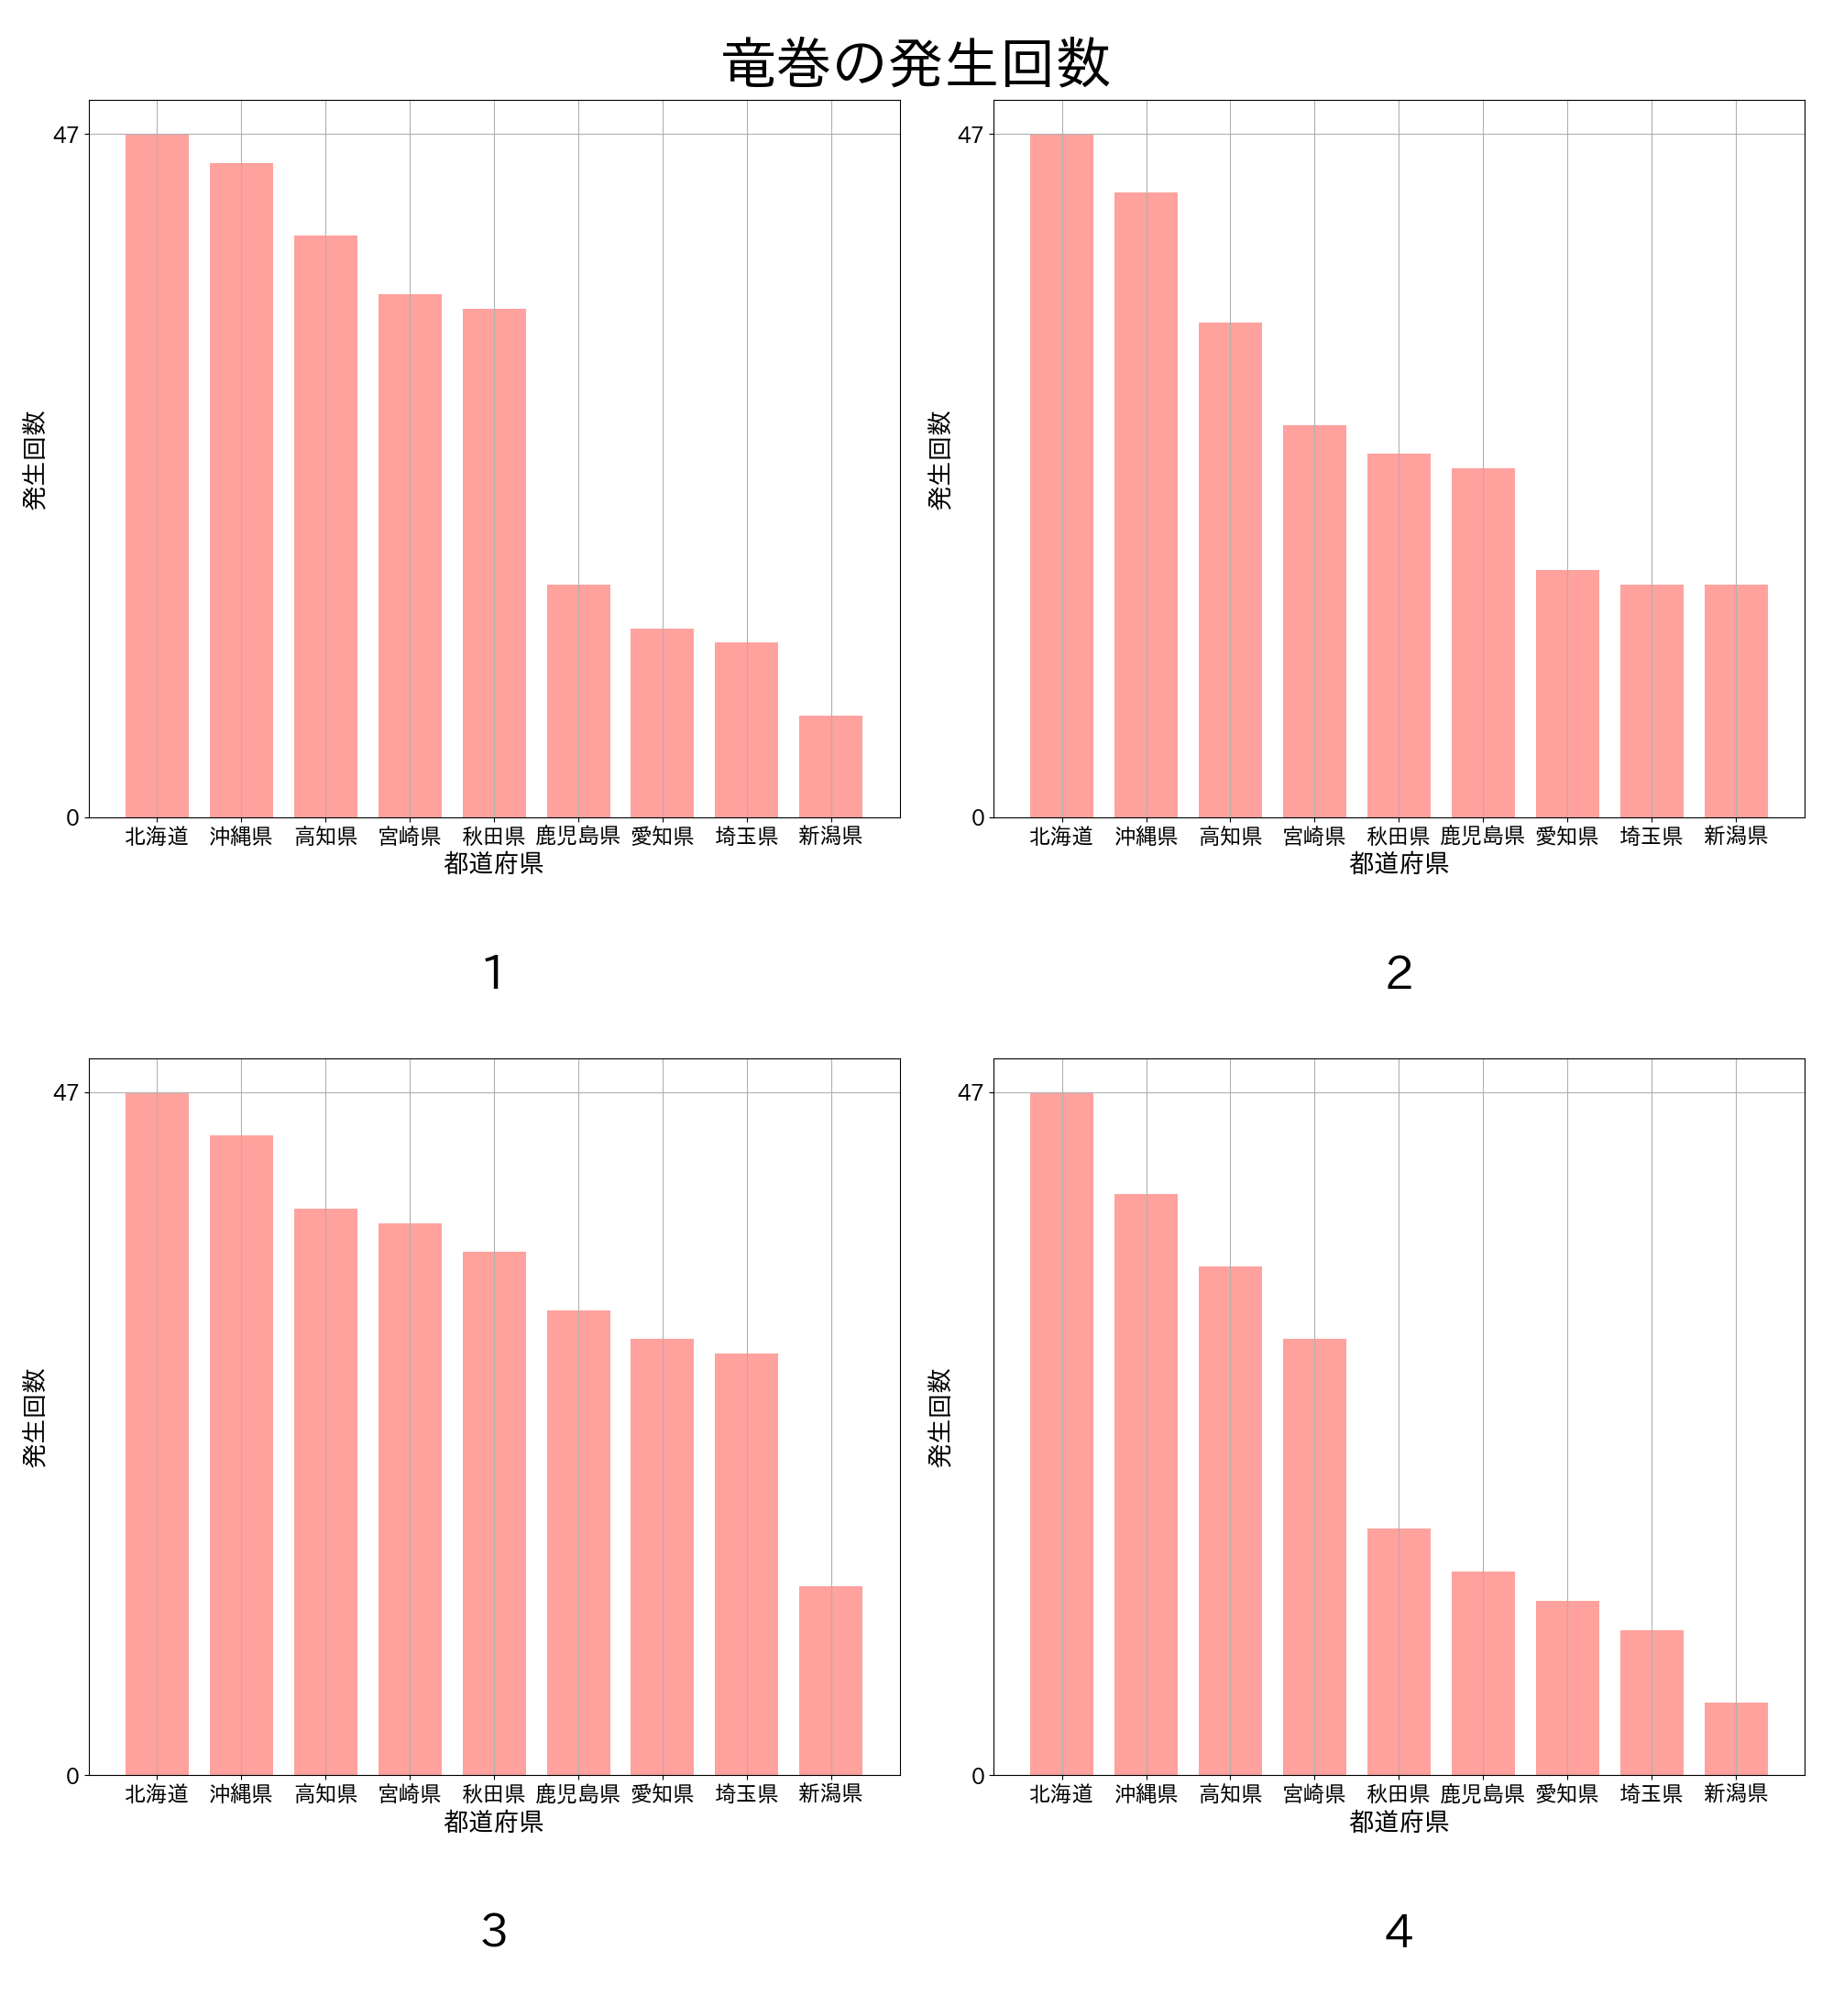 竜巻の発生回数
47
0
発生回数
北海道 沖縄県 高知県 宮崎県 秋田県 鹿児島県 愛知県 埼玉県 新潟県
都道府県
1
47
0
発生回数
北海道 沖縄県 高知県 宮崎県 秋田県 鹿児島県 愛知県 埼玉県 新潟県
都道府県
2
47
0
発生回数
北海道 沖縄県 高知県 宮崎県 秋田県 鹿児島県 愛知県 埼玉県 新潟県
都道府県
3
47
0
発生回数
北海道 沖縄県 高知県 宮崎県 秋田県 鹿児島県 愛知県 埼玉県 新潟県
都道府県
4